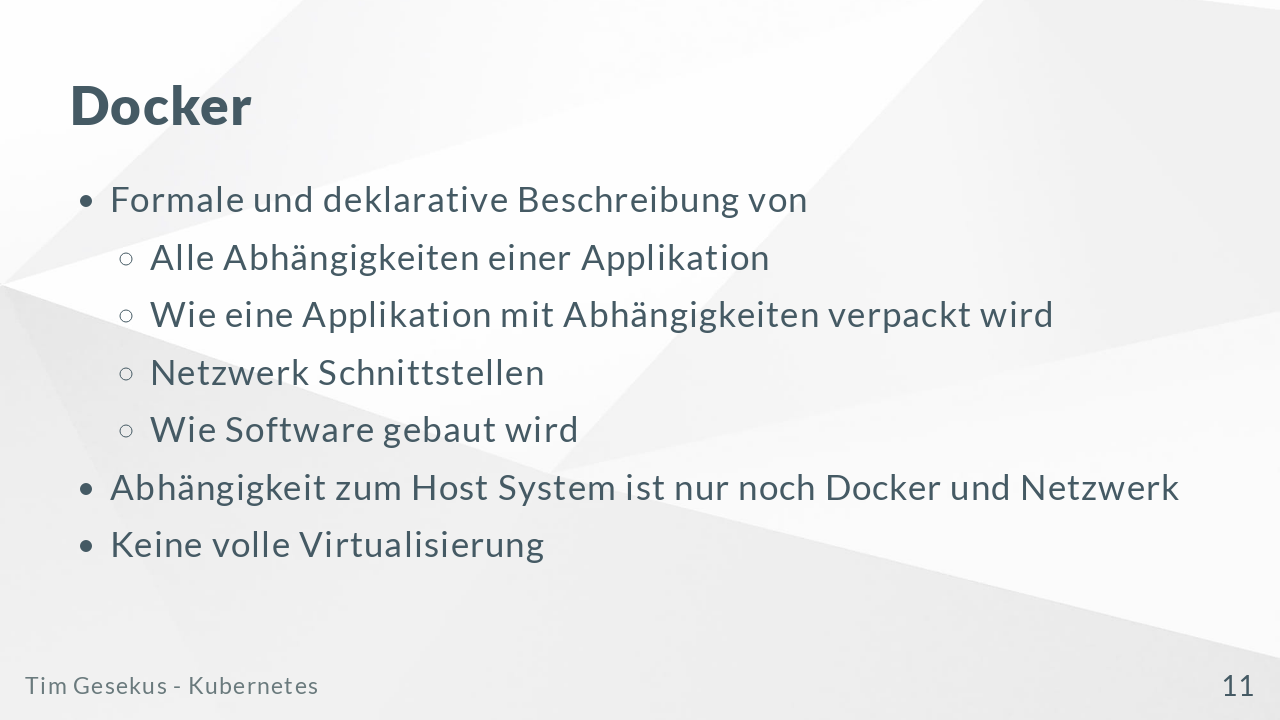 Docker
Formale und deklarative Beschreibung von
Alle Abhängigkeiten einer Applikation
Wie eine Applikation mit Abhängigkeiten verpackt wird
Netzwerk Schnittstellen
Wie Software gebaut wird
Abhängigkeit zum Host System ist nur noch Docker und Netzwerk
Keine volle Virtualisierung
Tim Gesekus - Kubernetes
11